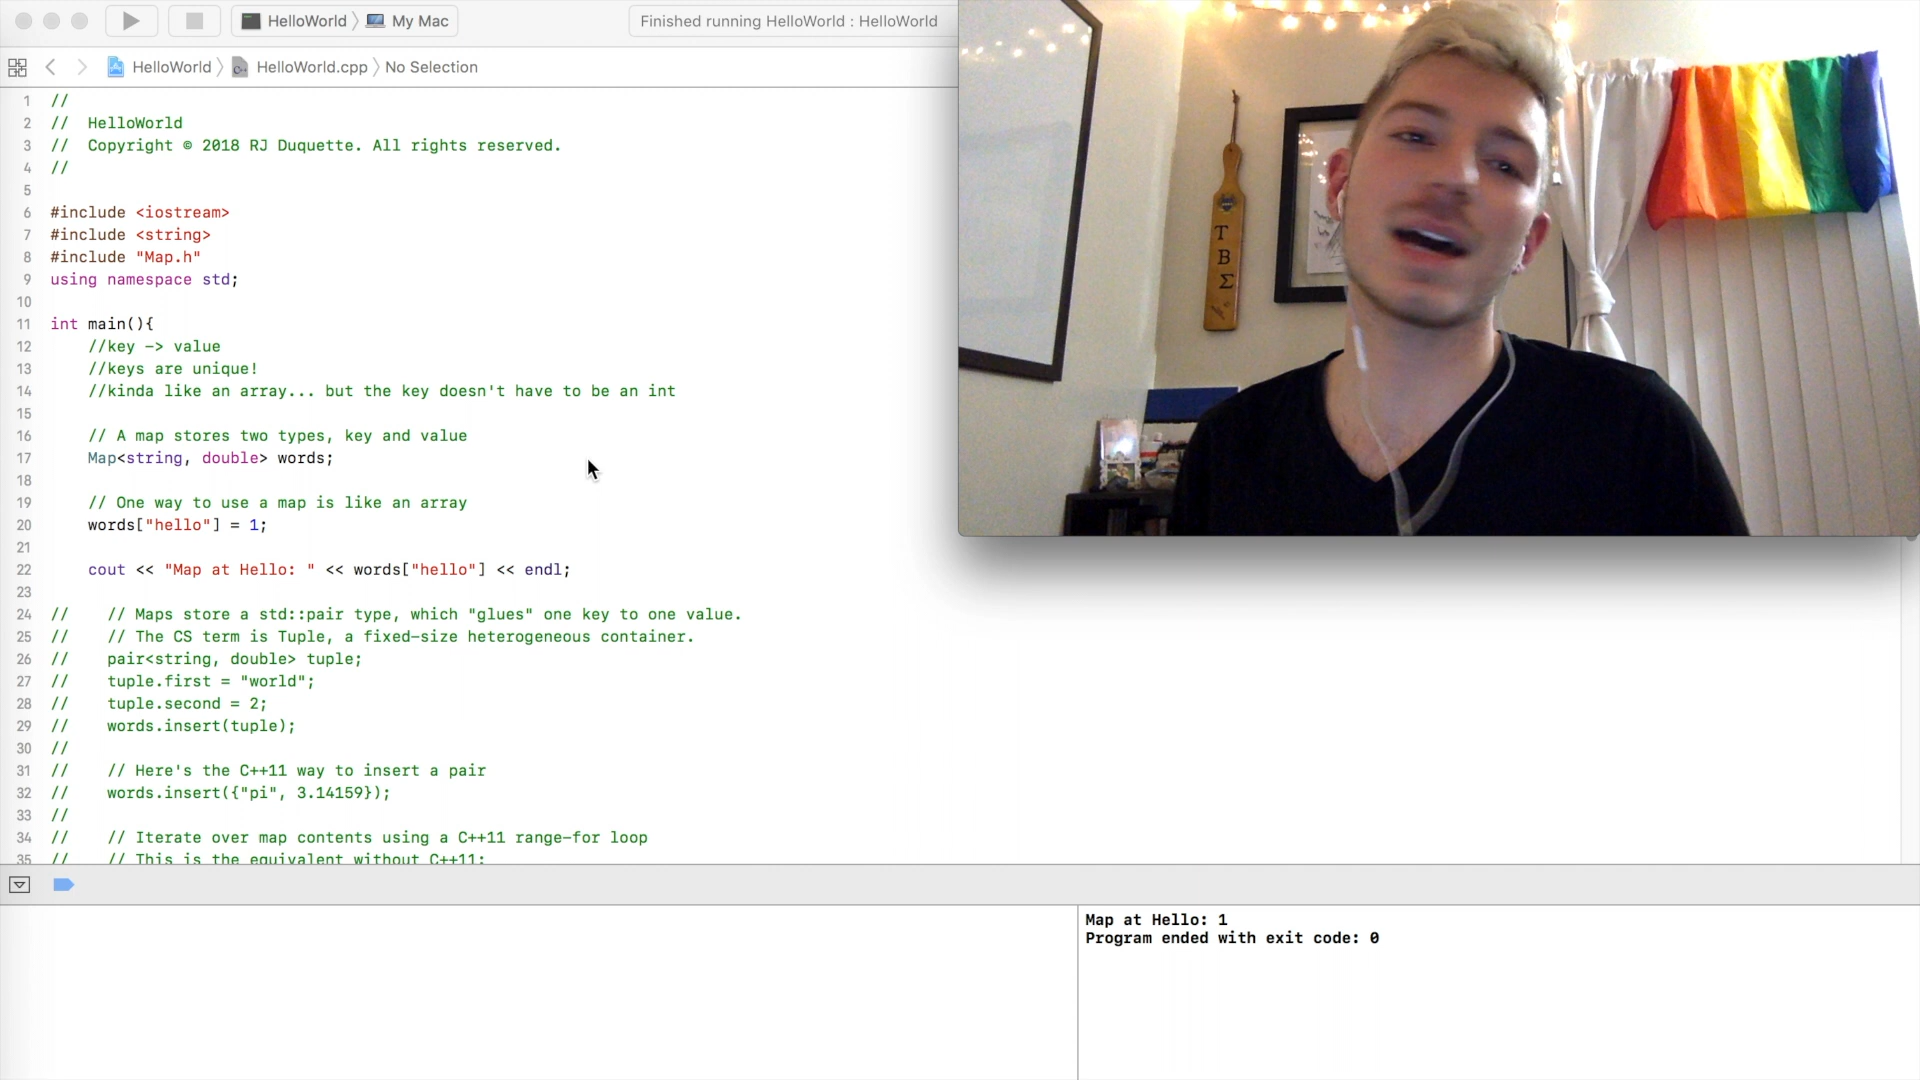 HelloWorld 〉 My Mac
Finished running HelloWorld : HelloWorld
HelloWorld 〉 HelloWorld.cpp 〉 No Selection
1 //
2 //  HelloWorld
3 //  Copyright © 2018 RJ Duquette. All rights reserved.
4 //
5
6 #include <iostream>
7 #include <string>
8 #include "Map.h"
9 using namespace std;
10
11 int main(){
12     //key -> value
13     //keys are unique!
14     //kinda like an array... but the key doesn't have to be an int
15
16     // A map stores two types, key and value
17     Map<string, double> words;
18
19     // One way to use a map is like an array
20     words["hello"] = 1;
21
22     cout << "Map at Hello: " << words["hello"] << endl;
23
24 //    // Maps store a std::pair type, which "glues" one key to one value.
25 //    // The CS term is Tuple, a fixed-size heterogeneous container.
26 //    pair<string, double> tuple;
27 //    tuple.first = "world";
28 //    tuple.second = 2;
29 //    words.insert(tuple);
30 //
31 //    // Here's the C++11 way to insert a pair
32 //    words.insert({"pi", 3.14159});
33 //
34 //    // Iterate over map contents using a C++11 range-for loop
35 //    // This is the equivalent without C++11:
Τ
Β
Σ
Map at Hello: 1
Program ended with exit code: 0